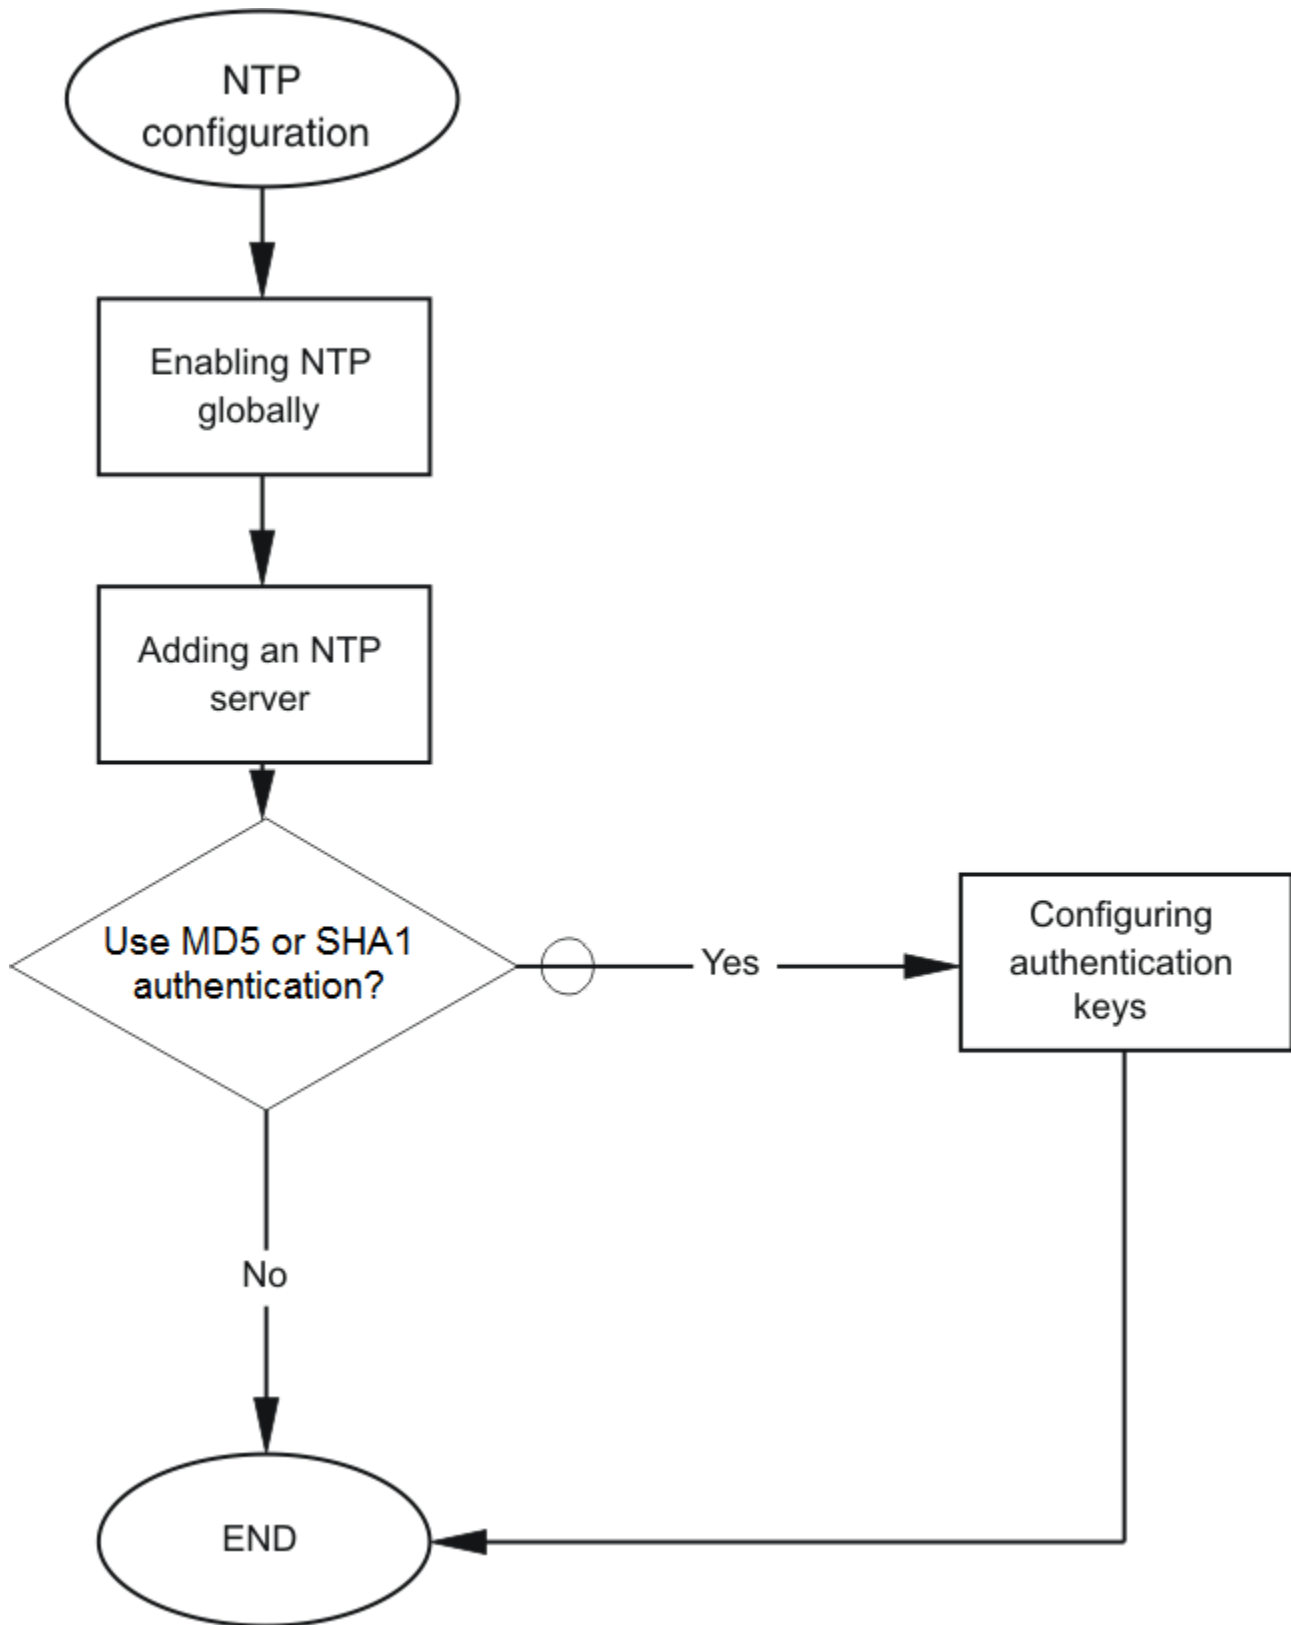 NTP
configuration
Enabling NTP
globally
Adding an NTP
server
Use MD5 or SHA1
authentication?
Yes
Configuring
authentication
keys
No
END